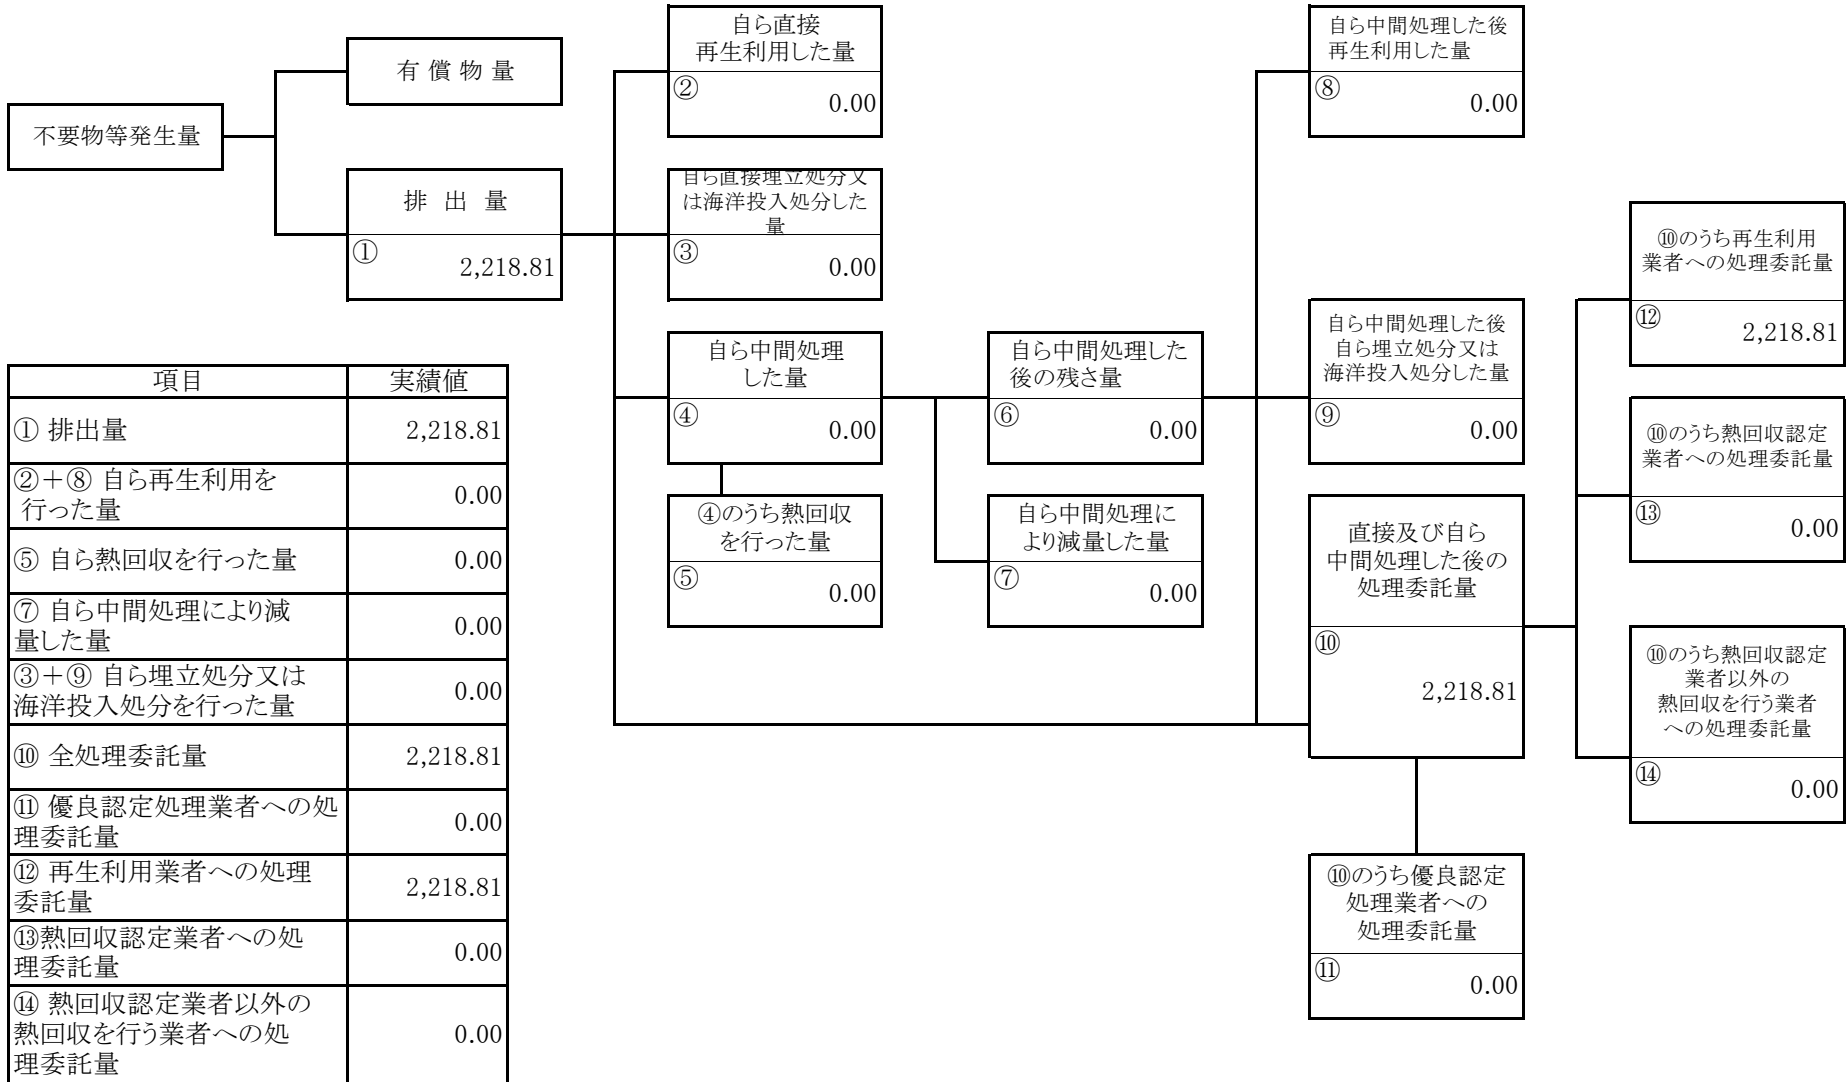 不要物等発生量
有 償 物 量
排 出 量
①
2,218.81
自ら直接
再生利用した量
②
0.00
自ら直接埋立処分又
は海洋投入処分した
量
③
0.00
自ら中間処理
した量
④
0.00
④のうち熱回収
を行った量
⑤
0.00
自ら中間処理した
後の残さ量
⑥
0.00
自ら中間処理に
より減量した量
⑦
0.00
自ら中間処理した後
再生利用した量
⑧
0.00
自ら中間処理した後
自ら埋立処分又は
海洋投入処分した量
⑨
0.00
直接及び自ら
中間処理した後の
処理委託量
⑩
2,218.81
⑩のうち優良認定
処理業者への
処理委託量
⑪
0.00
⑩のうち再生利用
業者への処理委託量
⑫
2,218.81
⑩のうち熱回収認定
業者への処理委託量
⑬
0.00
⑩のうち熱回収認定
業者以外の
熱回収を行う業者
への処理委託量
⑭
0.00
項目 実績値
① 排出量 2,218.81
②＋⑧ 自ら再生利用を
行った量 0.00
⑤ 自ら熱回収を行った量 0.00
⑦ 自ら中間処理により減
量した量 0.00
③＋⑨ 自ら埋立処分又は
海洋投入処分を行った量 0.00
⑩ 全処理委託量 2,218.81
⑪ 優良認定処理業者への処
理委託量 0.00
⑫ 再生利用業者への処理
委託量 2,218.81
⑬熱回収認定業者への処
理委託量 0.00
⑭ 熱回収認定業者以外の
熱回収を行う業者への処
理委託量 0.00